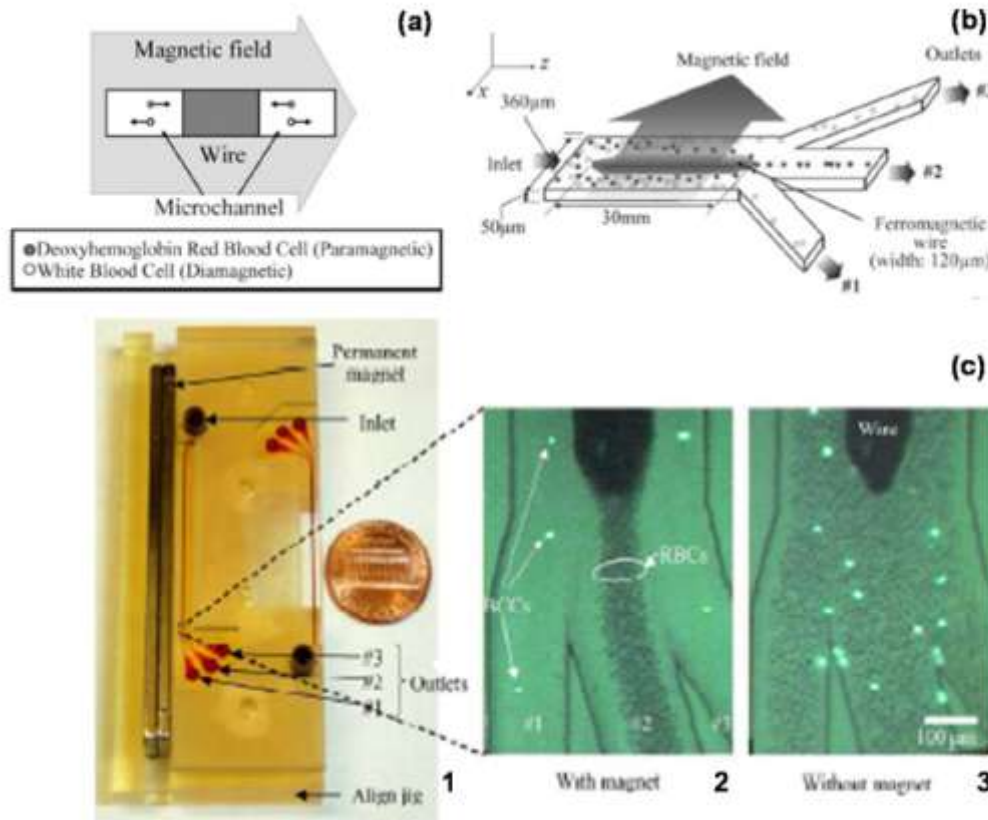 (a)
Magnetic field
Wire
Microchannel
Deoxyhemoglobin Red Blood Cell (Paramagnetic)
White Blood Cell (Diamagnetic)
(b)
z
x
Magnetic field
Outlets
360μm
Inlet
50μm
30mm
#2
#1
Ferromagnetic
wire
(width: 120μm)
(c)
Permanent
magnet
Inlet
#3
#2
#1
Outlets
Align jig
1
RBCs
#1
#2
With magnet
2
Wire
100 μm
Without magnet
3